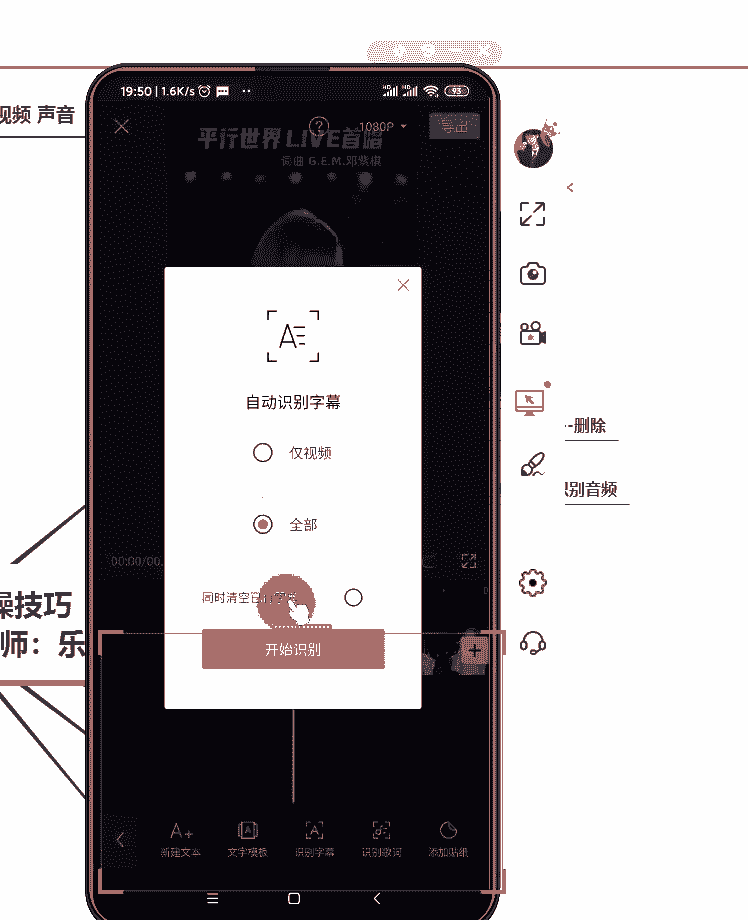 19:50 | 1.6K/s
93
视频 声音
1080P
导出
平行世界 LIVE首唱
词曲 G.E.M.邓紫棋
自动识别字幕
仅视频
删除
识别音频
全部
00:00/00
同时清空已有字幕
操技巧
师：乐
开始识别
新建文本
文字模板
识别字幕
识别歌词
添加贴纸